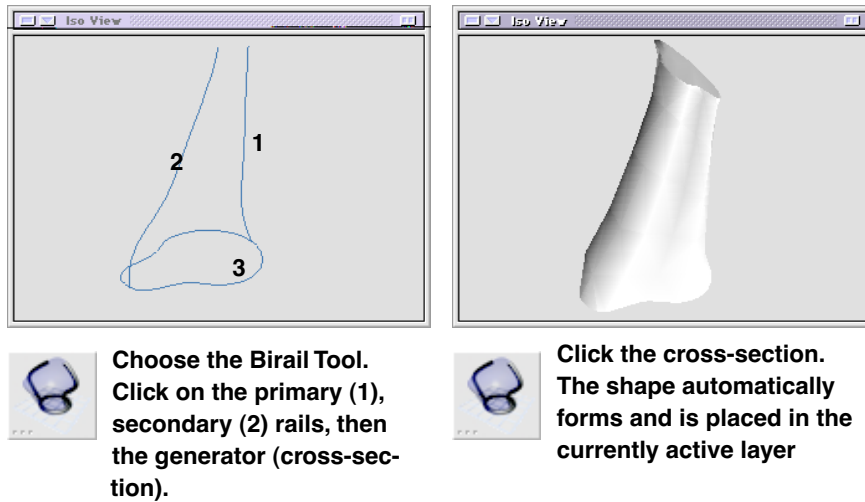 Iso View
2
1
3
Choose the Birail Tool.
Click on the primary (1),
secondary (2) rails, then
the generator (cross-sec-
tion).
Iso View
Click the cross-section.
The shape automatically
forms and is placed in the
currently active layer